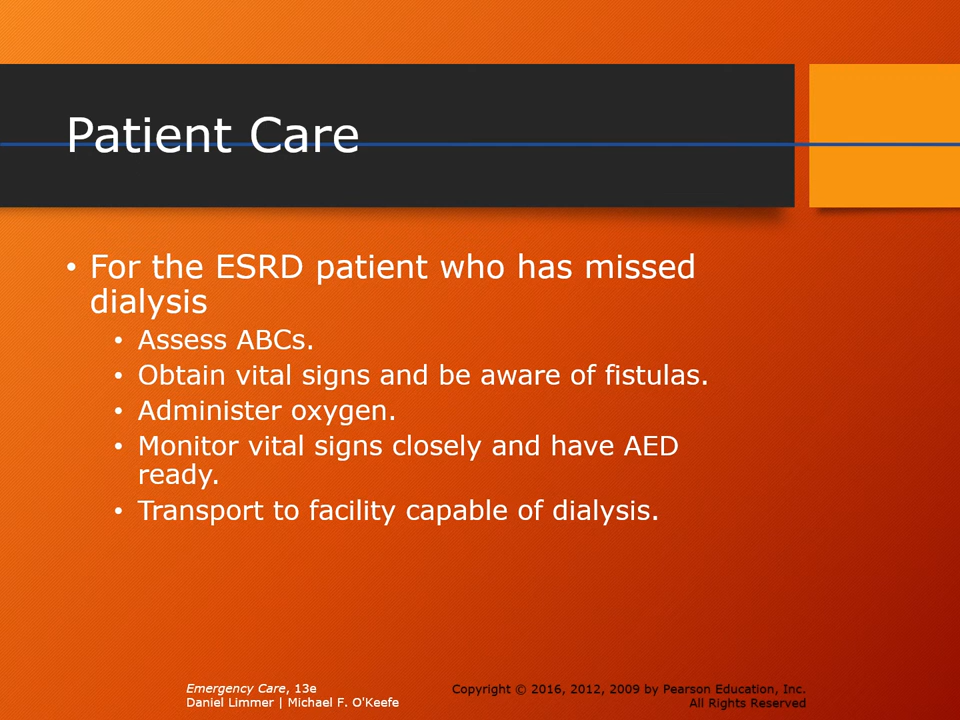 Patient Care
• For the ESRD patient who has missed
dialysis
• Assess ABCs.
• Obtain vital signs and be aware of fistulas.
• Administer oxygen.
• Monitor vital signs closely and have AED
ready.
• Transport to facility capable of dialysis.
Emergency Care, 13e
Daniel Limmer | Michael F. O'Keefe
Copyright © 2016, 2012, 2009 by Pearson Education, Inc.
All Rights Reserved